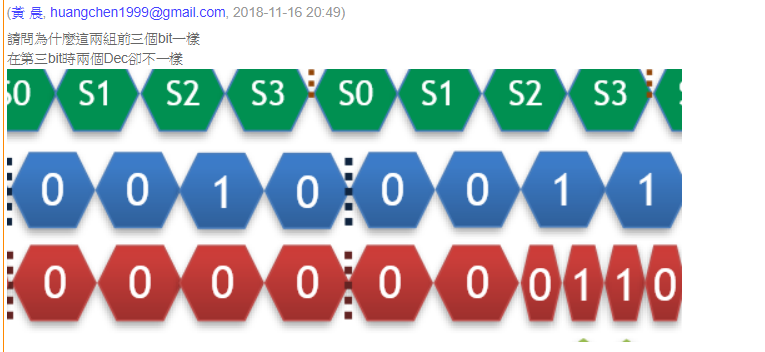 (黃 晨, huangchen1999@gmail.com, 2018-11-16 20:49)
請問為什麼這兩組前三個bit一樣
在第三bit時兩個Dec卻不一樣
S0 S1 S2 S3 S0 S1 S2 S3
0 0 1 0 0 0 1 1
0 0 0 0 0 0 0 1 1 0